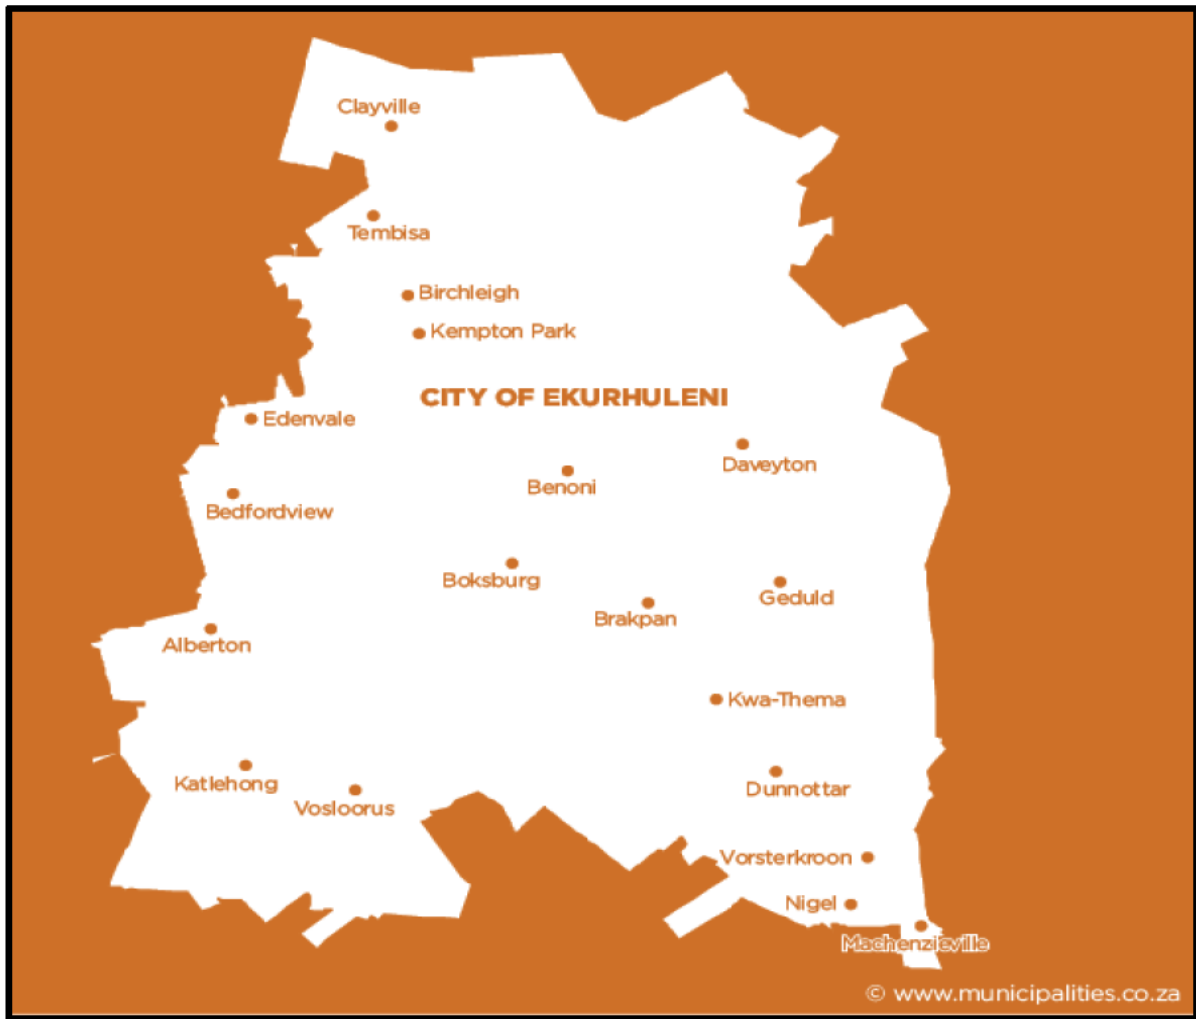 Clayville
Tembisa
Birchleigh
Kempton Park
CITY OF EKURHULENI
Edenvale
Daveyton
Benoni
Bedfordview
Boksburg
Geduld
Brakpan
Alberton
Kwa-Thema
Katlehong
Dunnottar
Vosloorus
Vorsterkroon
Nigel
Machenzieville
© www.municipalities.co.za